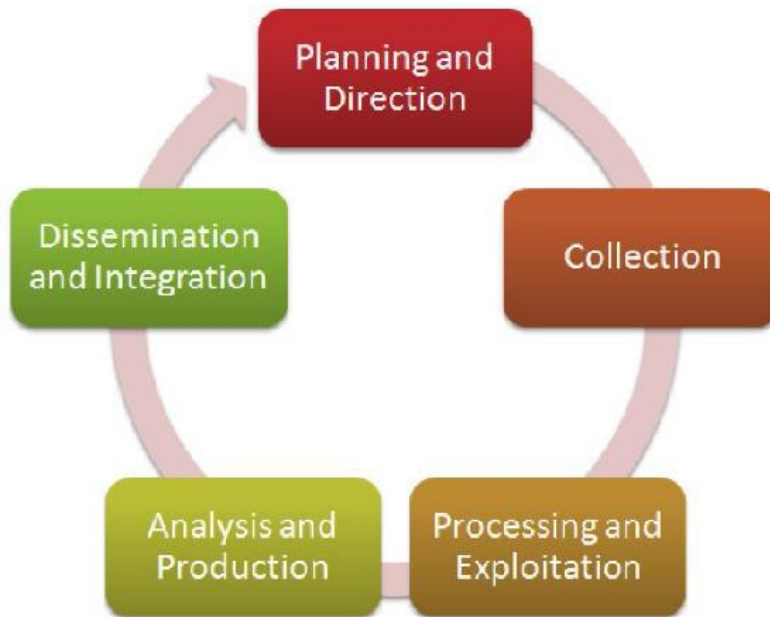 Planning and
Direction
Collection
Processing and
Exploitation
Analysis and
Production
Dissemination
and Integration